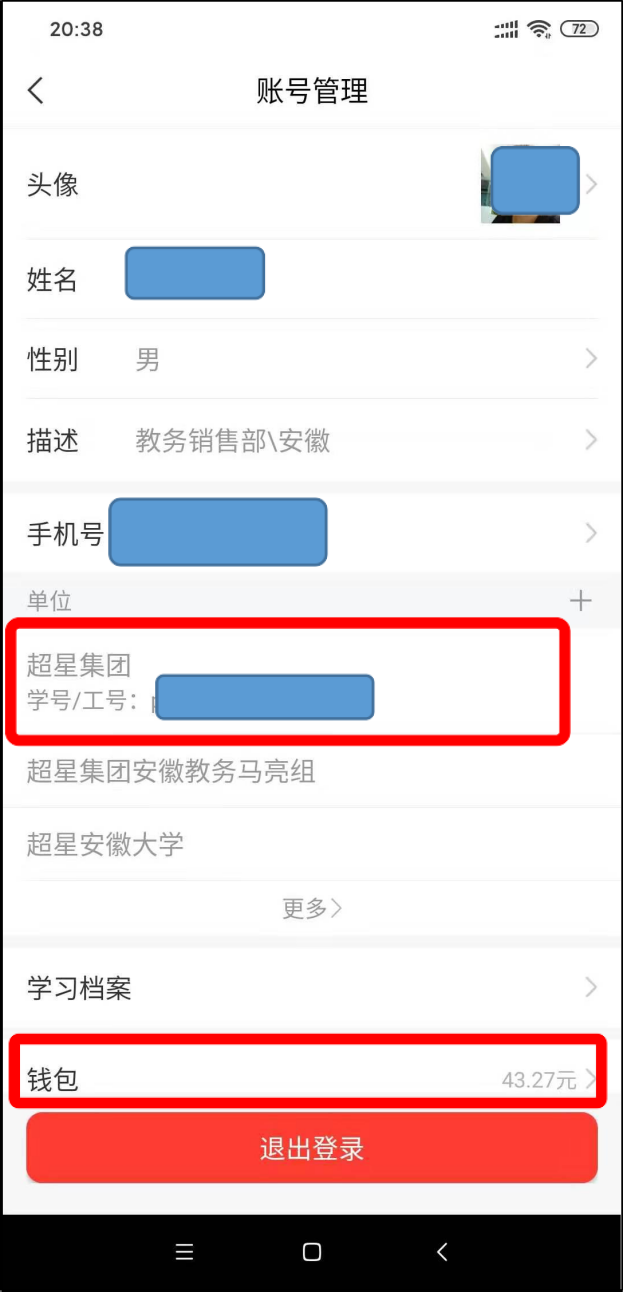 20:38
72
账号管理
头像
姓名
性别 男
描述 教务销售部\安徽
手机号
单位
超星集团
学号/工号：
超星集团安徽教务马亮组
超星安徽大学
更多
学习档案
钱包 43.27元
退出登录